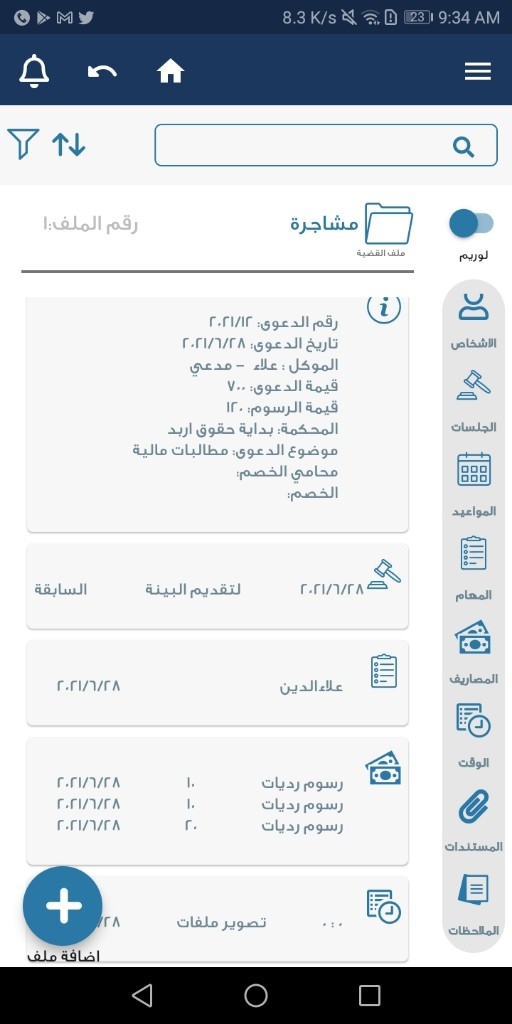 8.3 K/s 23 9:34 AM
مشاجرة
رقم الملف:١
ملف القضية
لوريم
رقم الدعوى: ٢٠٢١/١٢
تاريخ الدعوى: ٢٠٢١/٦/٢٨
الموكل : علاء - مدعي
قيمة الدعوى: ٧٠٠
قيمة الرسوم: ١٢٠
المحكمة: بداية حقوق اربد
موضوع الدعوى: مطالبات مالية
محامي الخصم:
الخصم:
٢٠٢١/٦/٢٨ لتقديم البينة السابقة
علاءالدين ٢٠٢١/٦/٢٨
رسوم رديات ١٠ ٢٠٢١/٦/٢٨
رسوم رديات ١٠ ٢٠٢١/٦/٢٨
رسوم رديات ٢٠ ٢٠٢١/٦/٢٨
٠:٠ تصوير ملفات /٢٨
اضافة ملف
الاشخاص
الجلسات
المواعيد
المهام
المصاريف
الوقت
المستندات
الملاحظات